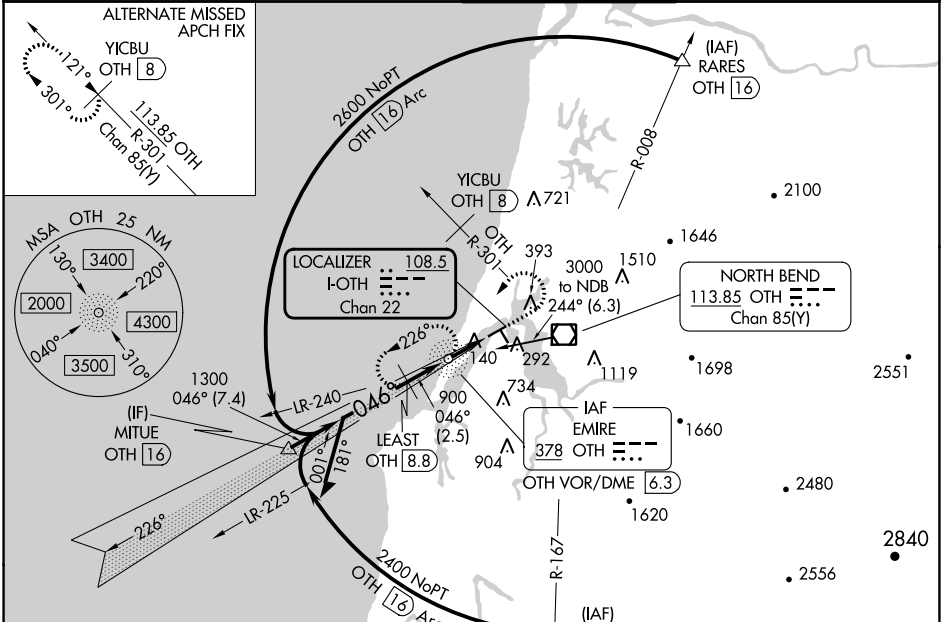 ALTERNATE MISSED
APCH FIX
YICBU
OTH 8
121°
301°
113.85 OTH
R-301
Chan 85(Y)
MSA OTH 25 NM
130°
3400
220°
2000
4300
040°
3500
310°
2600 NoPT
OTH 16 Arc
(IAF)
RARES
OTH 16
R-008
YICBU
OTH 8
721
2100
OTH
R-301
393
1646
3000
to NDB
244° (6.3)
1510
LOCALIZER 108.5
I-OTH
Chan 22
NORTH BEND
113.85 OTH
Chan 85(Y)
226°
140
292
1119
1698
2551
1300
046° (7.4)
LR-240
046°
900
046°
(2.5)
734
(IF)
MITUE
OTH 16
LEAST
OTH 8.8
904
IAF
EMIRE
378 OTH
OTH VOR/DME 6.3
1660
001°
181°
LR-225
226°
2480
1620
2840
R-167
2400 NoPT
OTH 16 Arc
2556
(IAF)